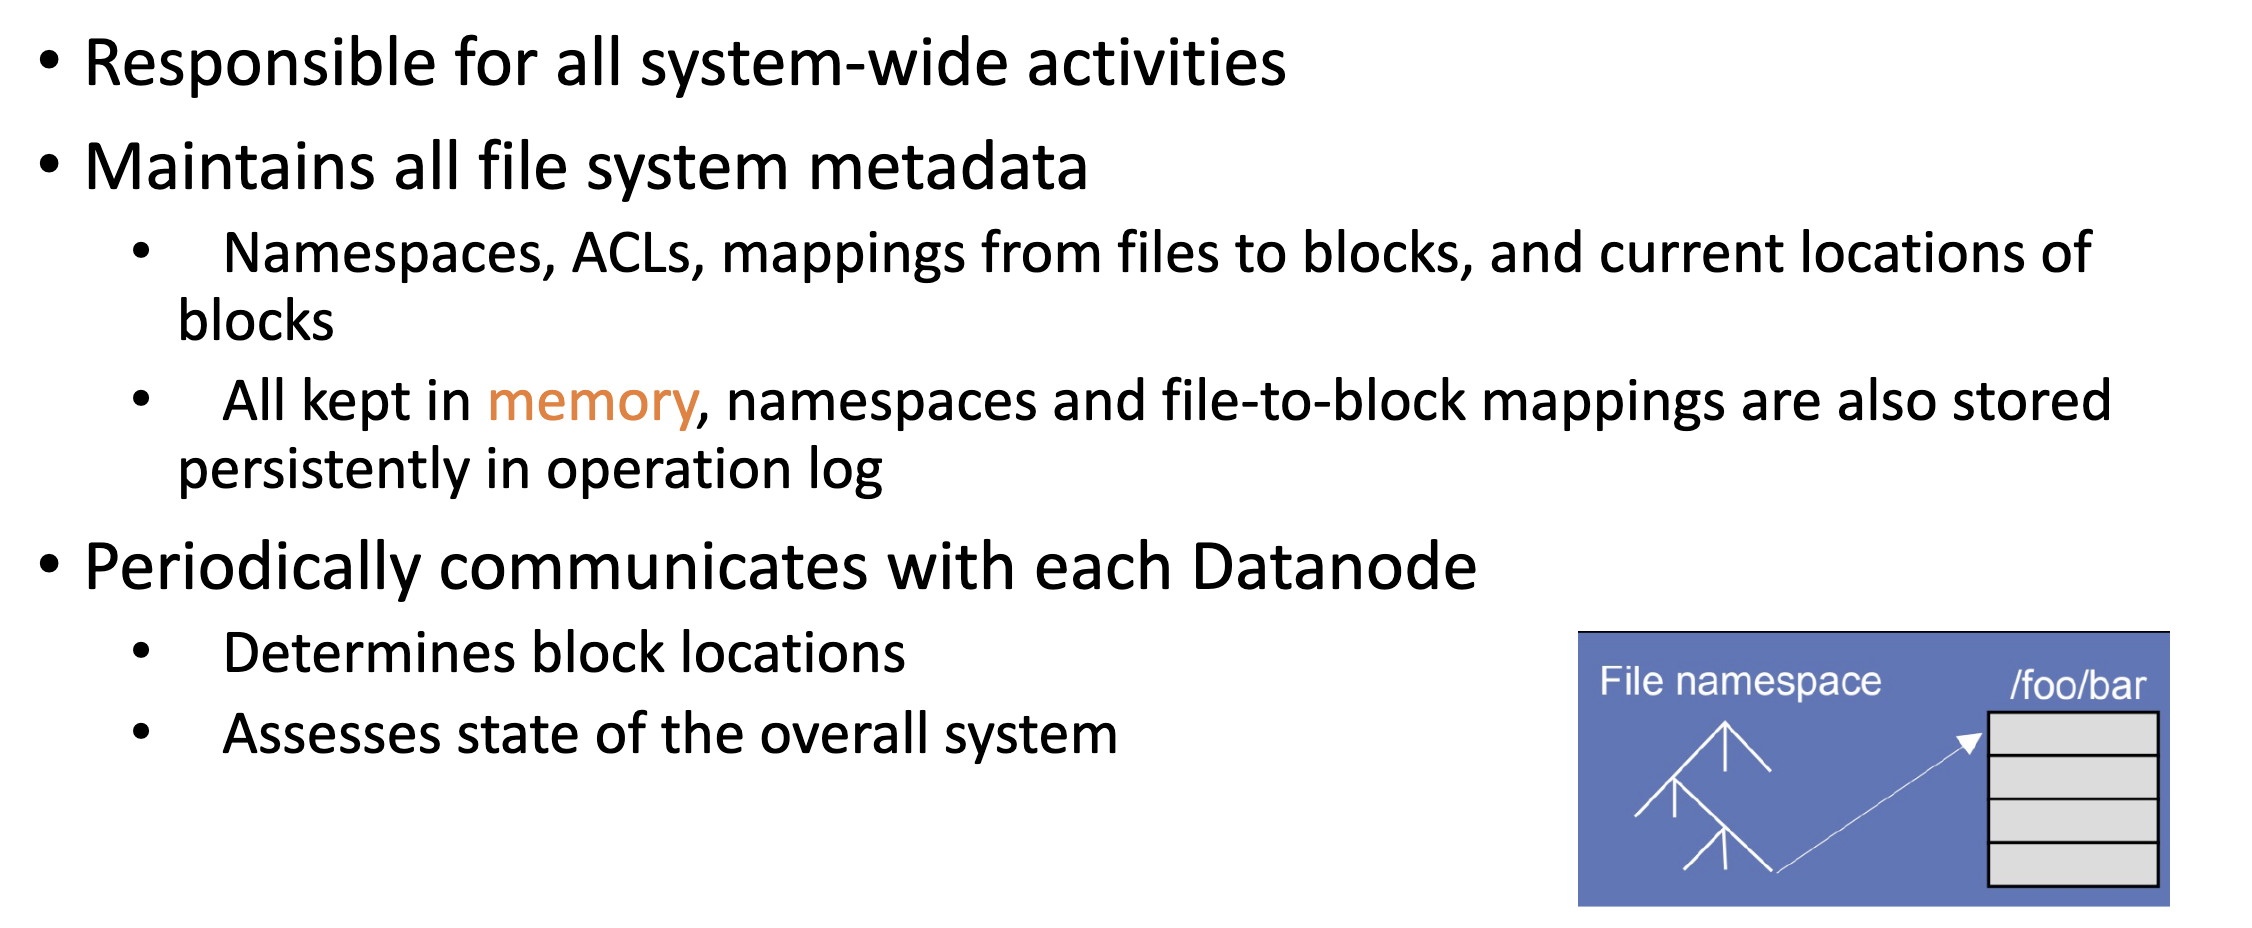 • Responsible for all system-wide activities
• Maintains all file system metadata
• Namespaces, ACLs, mappings from files to blocks, and current locations of
blocks
• All kept in memory, namespaces and file-to-block mappings are also stored
persistently in operation log
• Periodically communicates with each Datanode
• Determines block locations
• Assesses state of the overall system
File namespace
/foo/bar